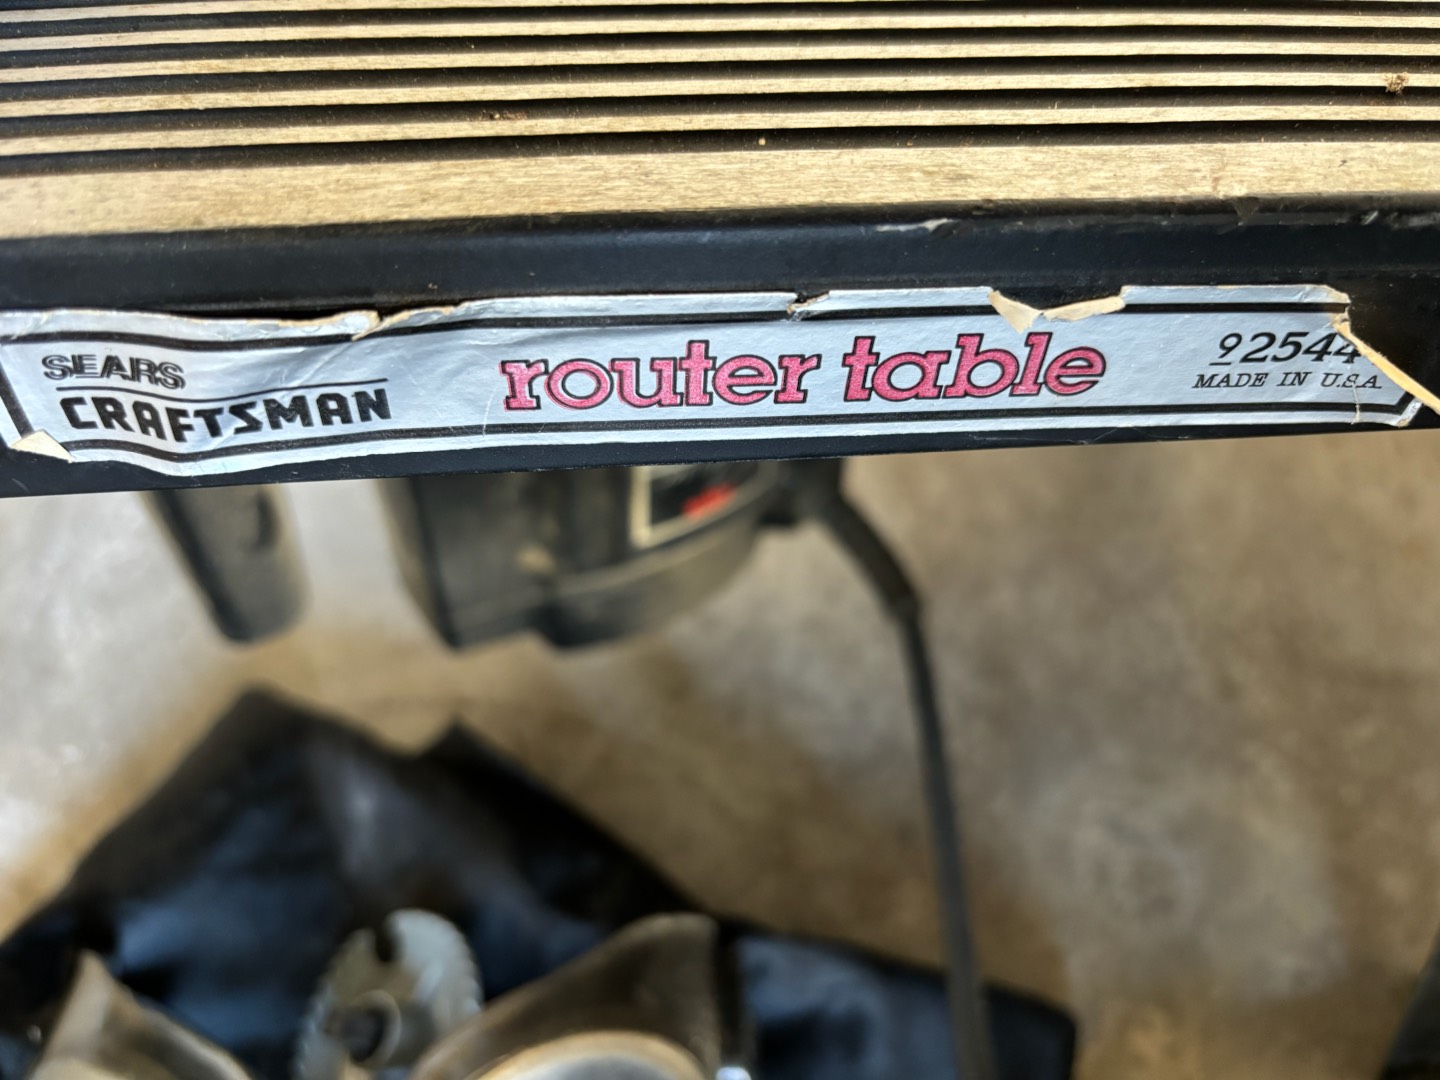 SEARS
CRAFTSMAN
router table
92544
MADE IN U.S.A.